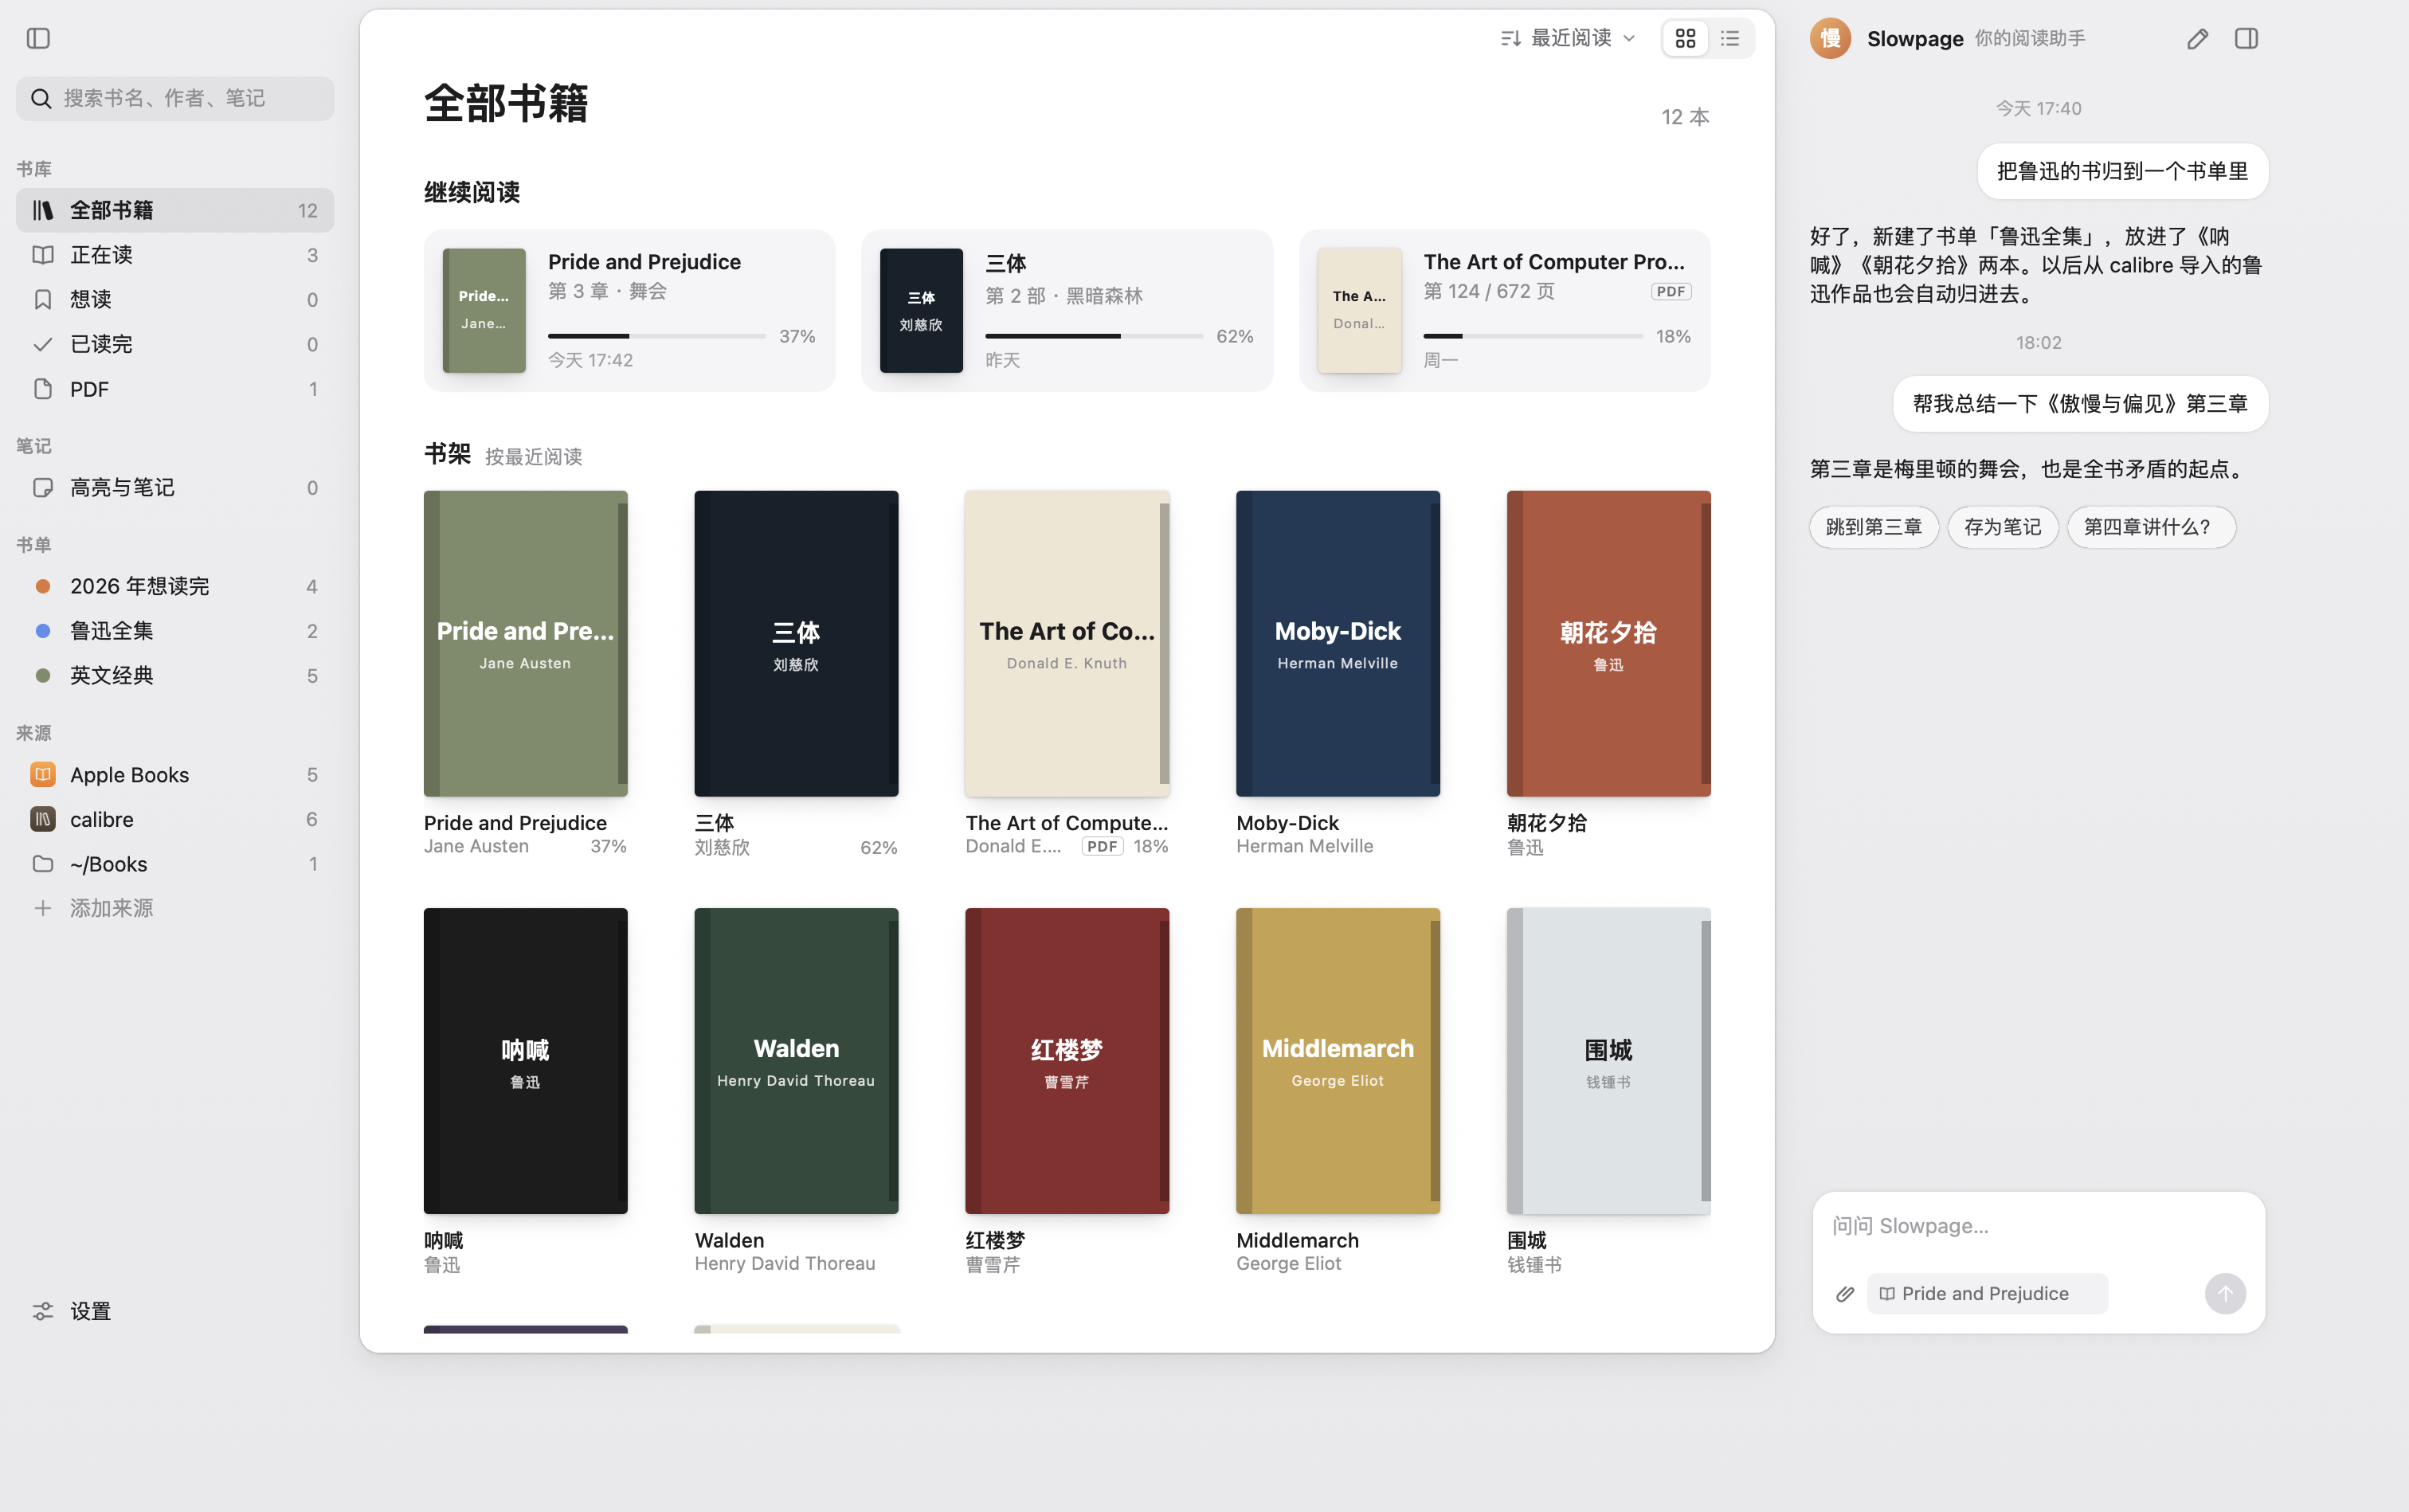 搜索书名、作者、笔记
书库
全部书籍 12
正在读 3
想读 0
已读完 0
PDF 1
笔记
高亮与笔记 0
书单
2026 年想读完 4
鲁迅全集 2
英文经典 5
来源
Apple Books 5
calibre 6
~/Books 1
添加来源
设置
最近阅读
全部书籍
12 本
继续阅读
Pride...
Jane...
Pride and Prejudice
第 3 章 · 舞会
37%
今天 17:42
三体
刘慈欣
三体
第 2 部 · 黑暗森林
62%
昨天
The A...
Donal...
The Art of Computer Pro...
第 124 / 672 页 PDF
18%
周一
书架 按最近阅读
Pride and Pre...
Jane Austen
Pride and Prejudice
Jane Austen 37%
三体
刘慈欣
三体
刘慈欣 62%
The Art of Co...
Donald E. Knuth
The Art of Compute...
Donald E.... PDF 18%
Moby-Dick
Herman Melville
Moby-Dick
Herman Melville
朝花夕拾
鲁迅
朝花夕拾
鲁迅
呐喊
鲁迅
呐喊
鲁迅
Walden
Henry David Thoreau
Walden
Henry David Thoreau
红楼梦
曹雪芹
红楼梦
曹雪芹
Middlemarch
George Eliot
Middlemarch
George Eliot
围城
钱锺书
围城
钱锺书
慢 Slowpage 你的阅读助手
今天 17:40
把鲁迅的书归到一个书单里
好了，新建了书单「鲁迅全集」，放进了《呐
喊》《朝花夕拾》两本。以后从 calibre 导入的鲁
迅作品也会自动归进去。
18:02
帮我总结一下《傲慢与偏见》第三章
第三章是梅里顿的舞会，也是全书矛盾的起点。
跳到第三章 存为笔记 第四章讲什么？
问问 Slowpage...
Pride and Prejudice